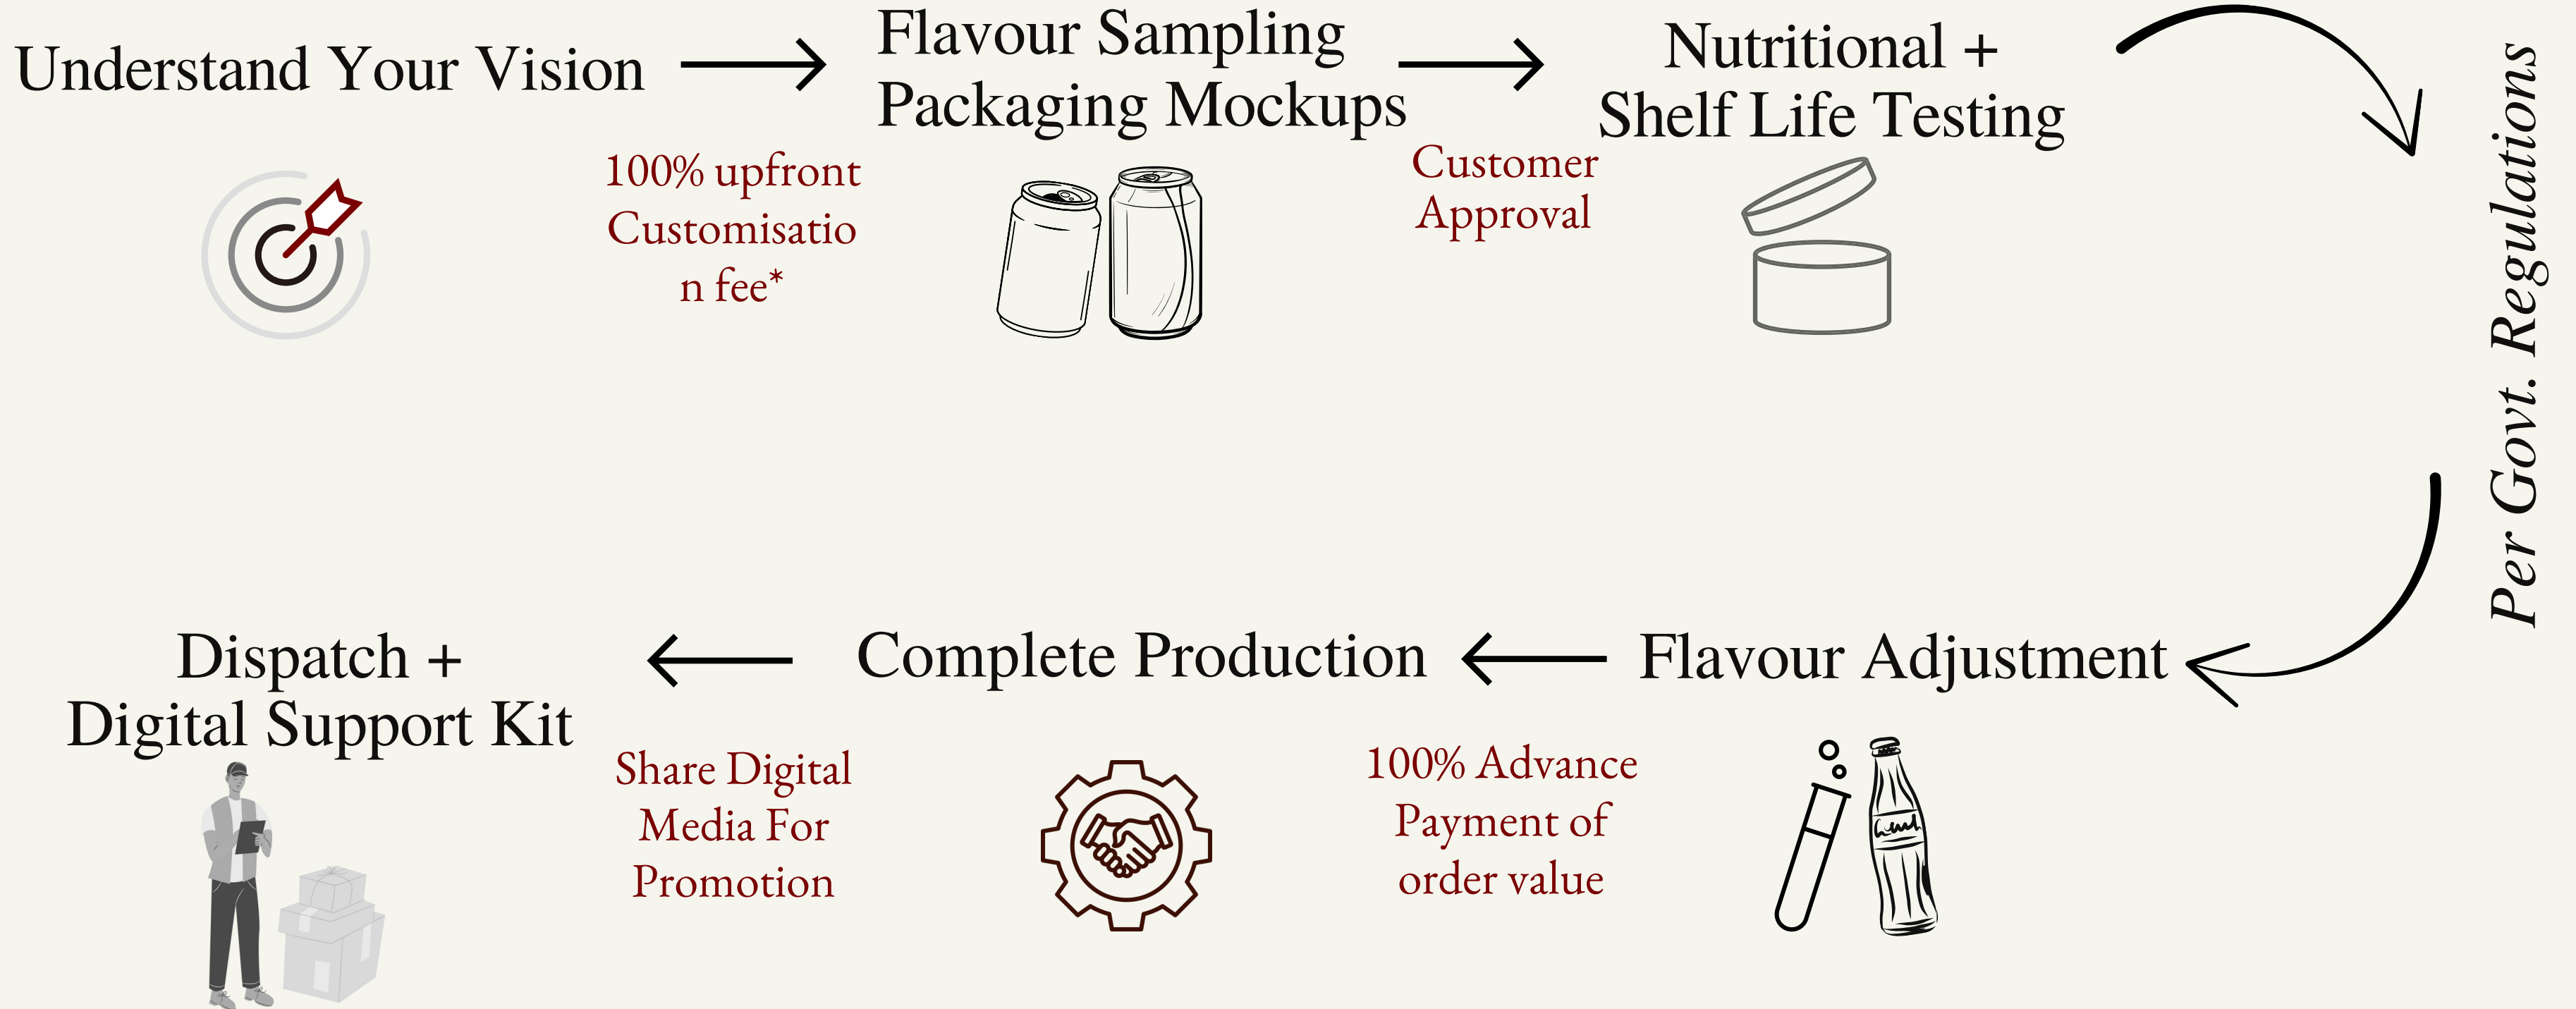 Understand Your Vision
100% upfront
Customisatio
n fee*
Flavour Sampling
Packaging Mockups
Customer
Approval
Nutritional +
Shelf Life Testing
Per Govt. Regulations
Flavour Adjustment
100% Advance
Payment of
order value
Complete Production
Share Digital
Media For
Promotion
Dispatch +
Digital Support Kit